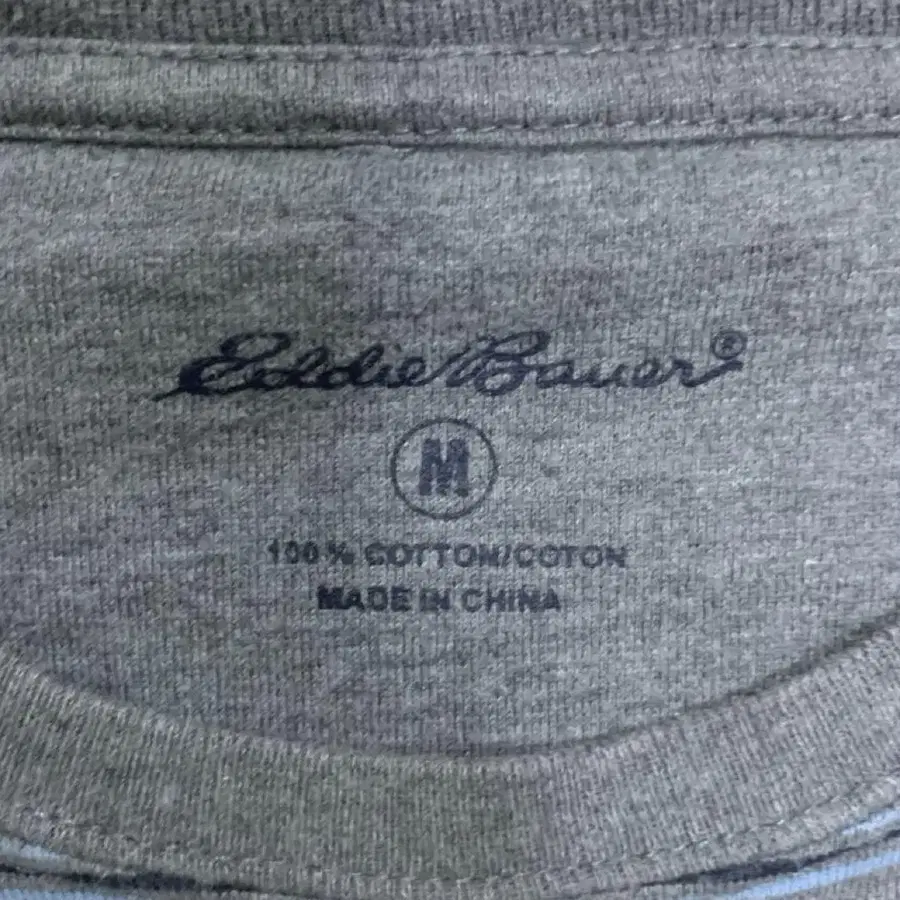 Eddie Bauer®
M
100% COTTON/COTON
MADE IN CHINA